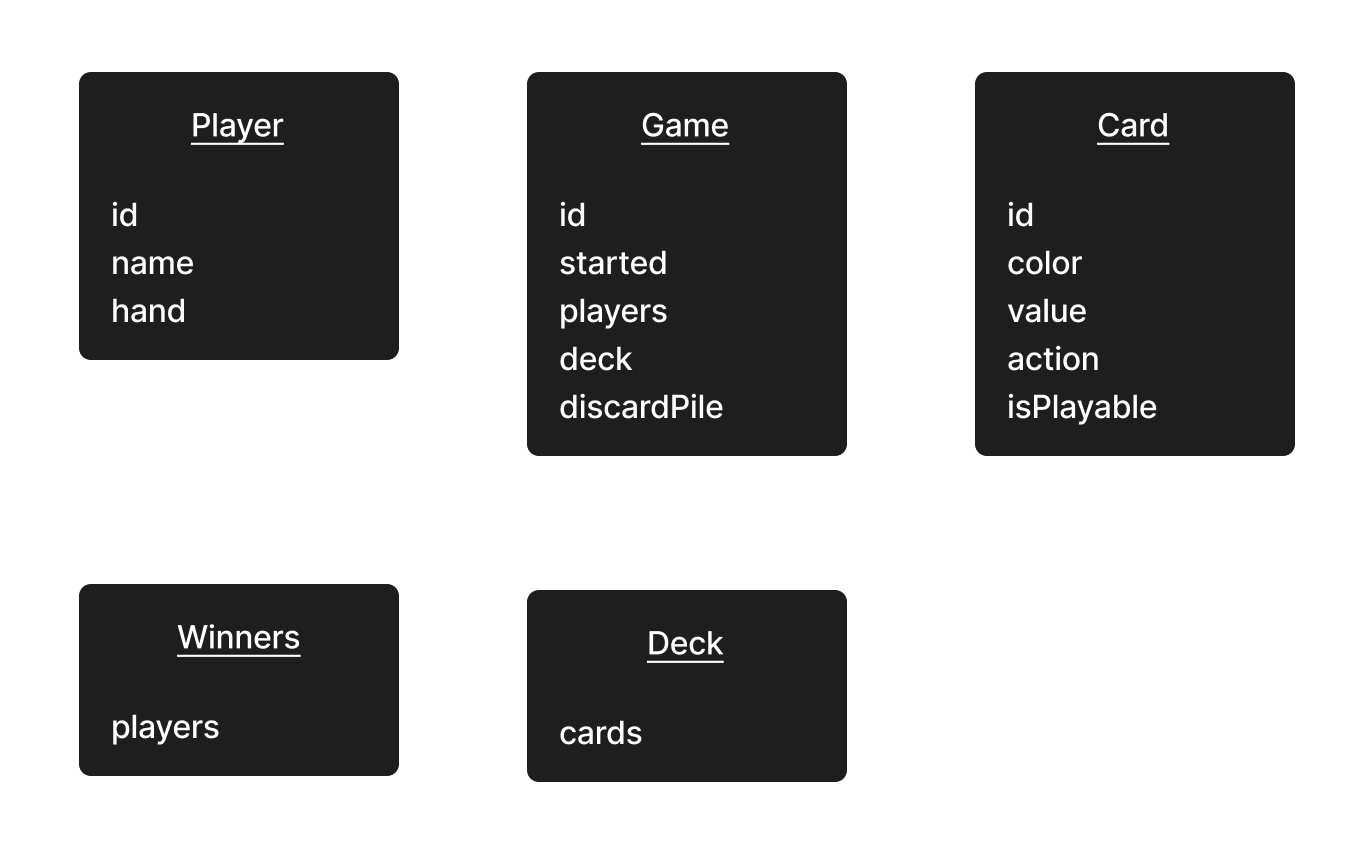 Player
id
name
hand
Game
id
started
players
deck
discardPile
Card
id
color
value
action
isPlayable
Winners
players
Deck
cards